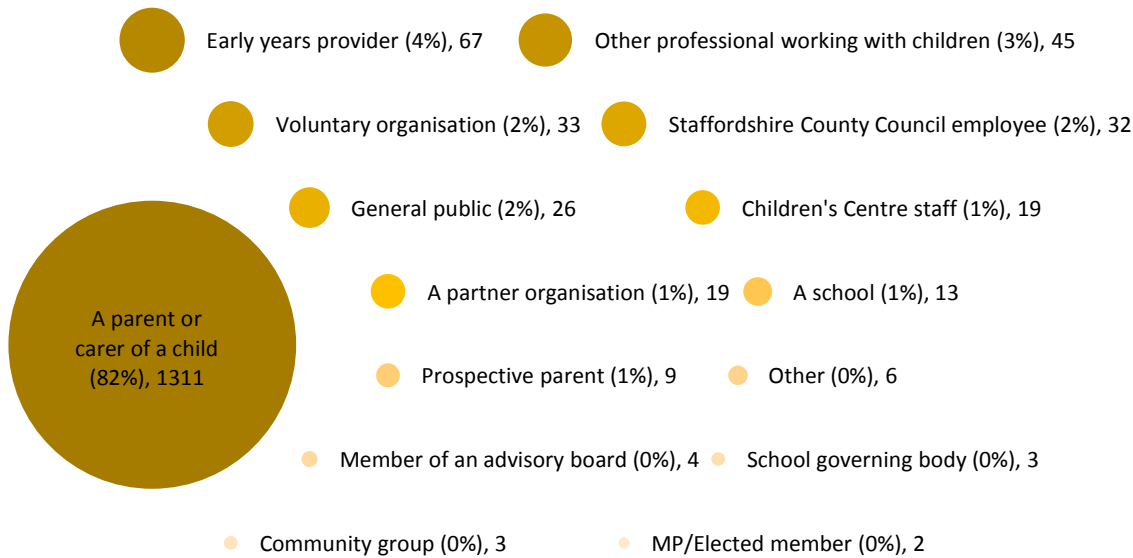 Early years provider (4%), 67
Other professional working with children (3%), 45
Voluntary organisation (2%), 33
Staffordshire County Council employee (2%), 32
General public (2%), 26
Children's Centre staff (1%), 19
A partner organisation (1%), 19
A school (1%), 13
A parent or
carer of a child
(82%), 1311
Prospective parent (1%), 9
Other (0%), 6
Member of an advisory board (0%), 4
School governing body (0%), 3
Community group (0%), 3
MP/Elected member (0%), 2